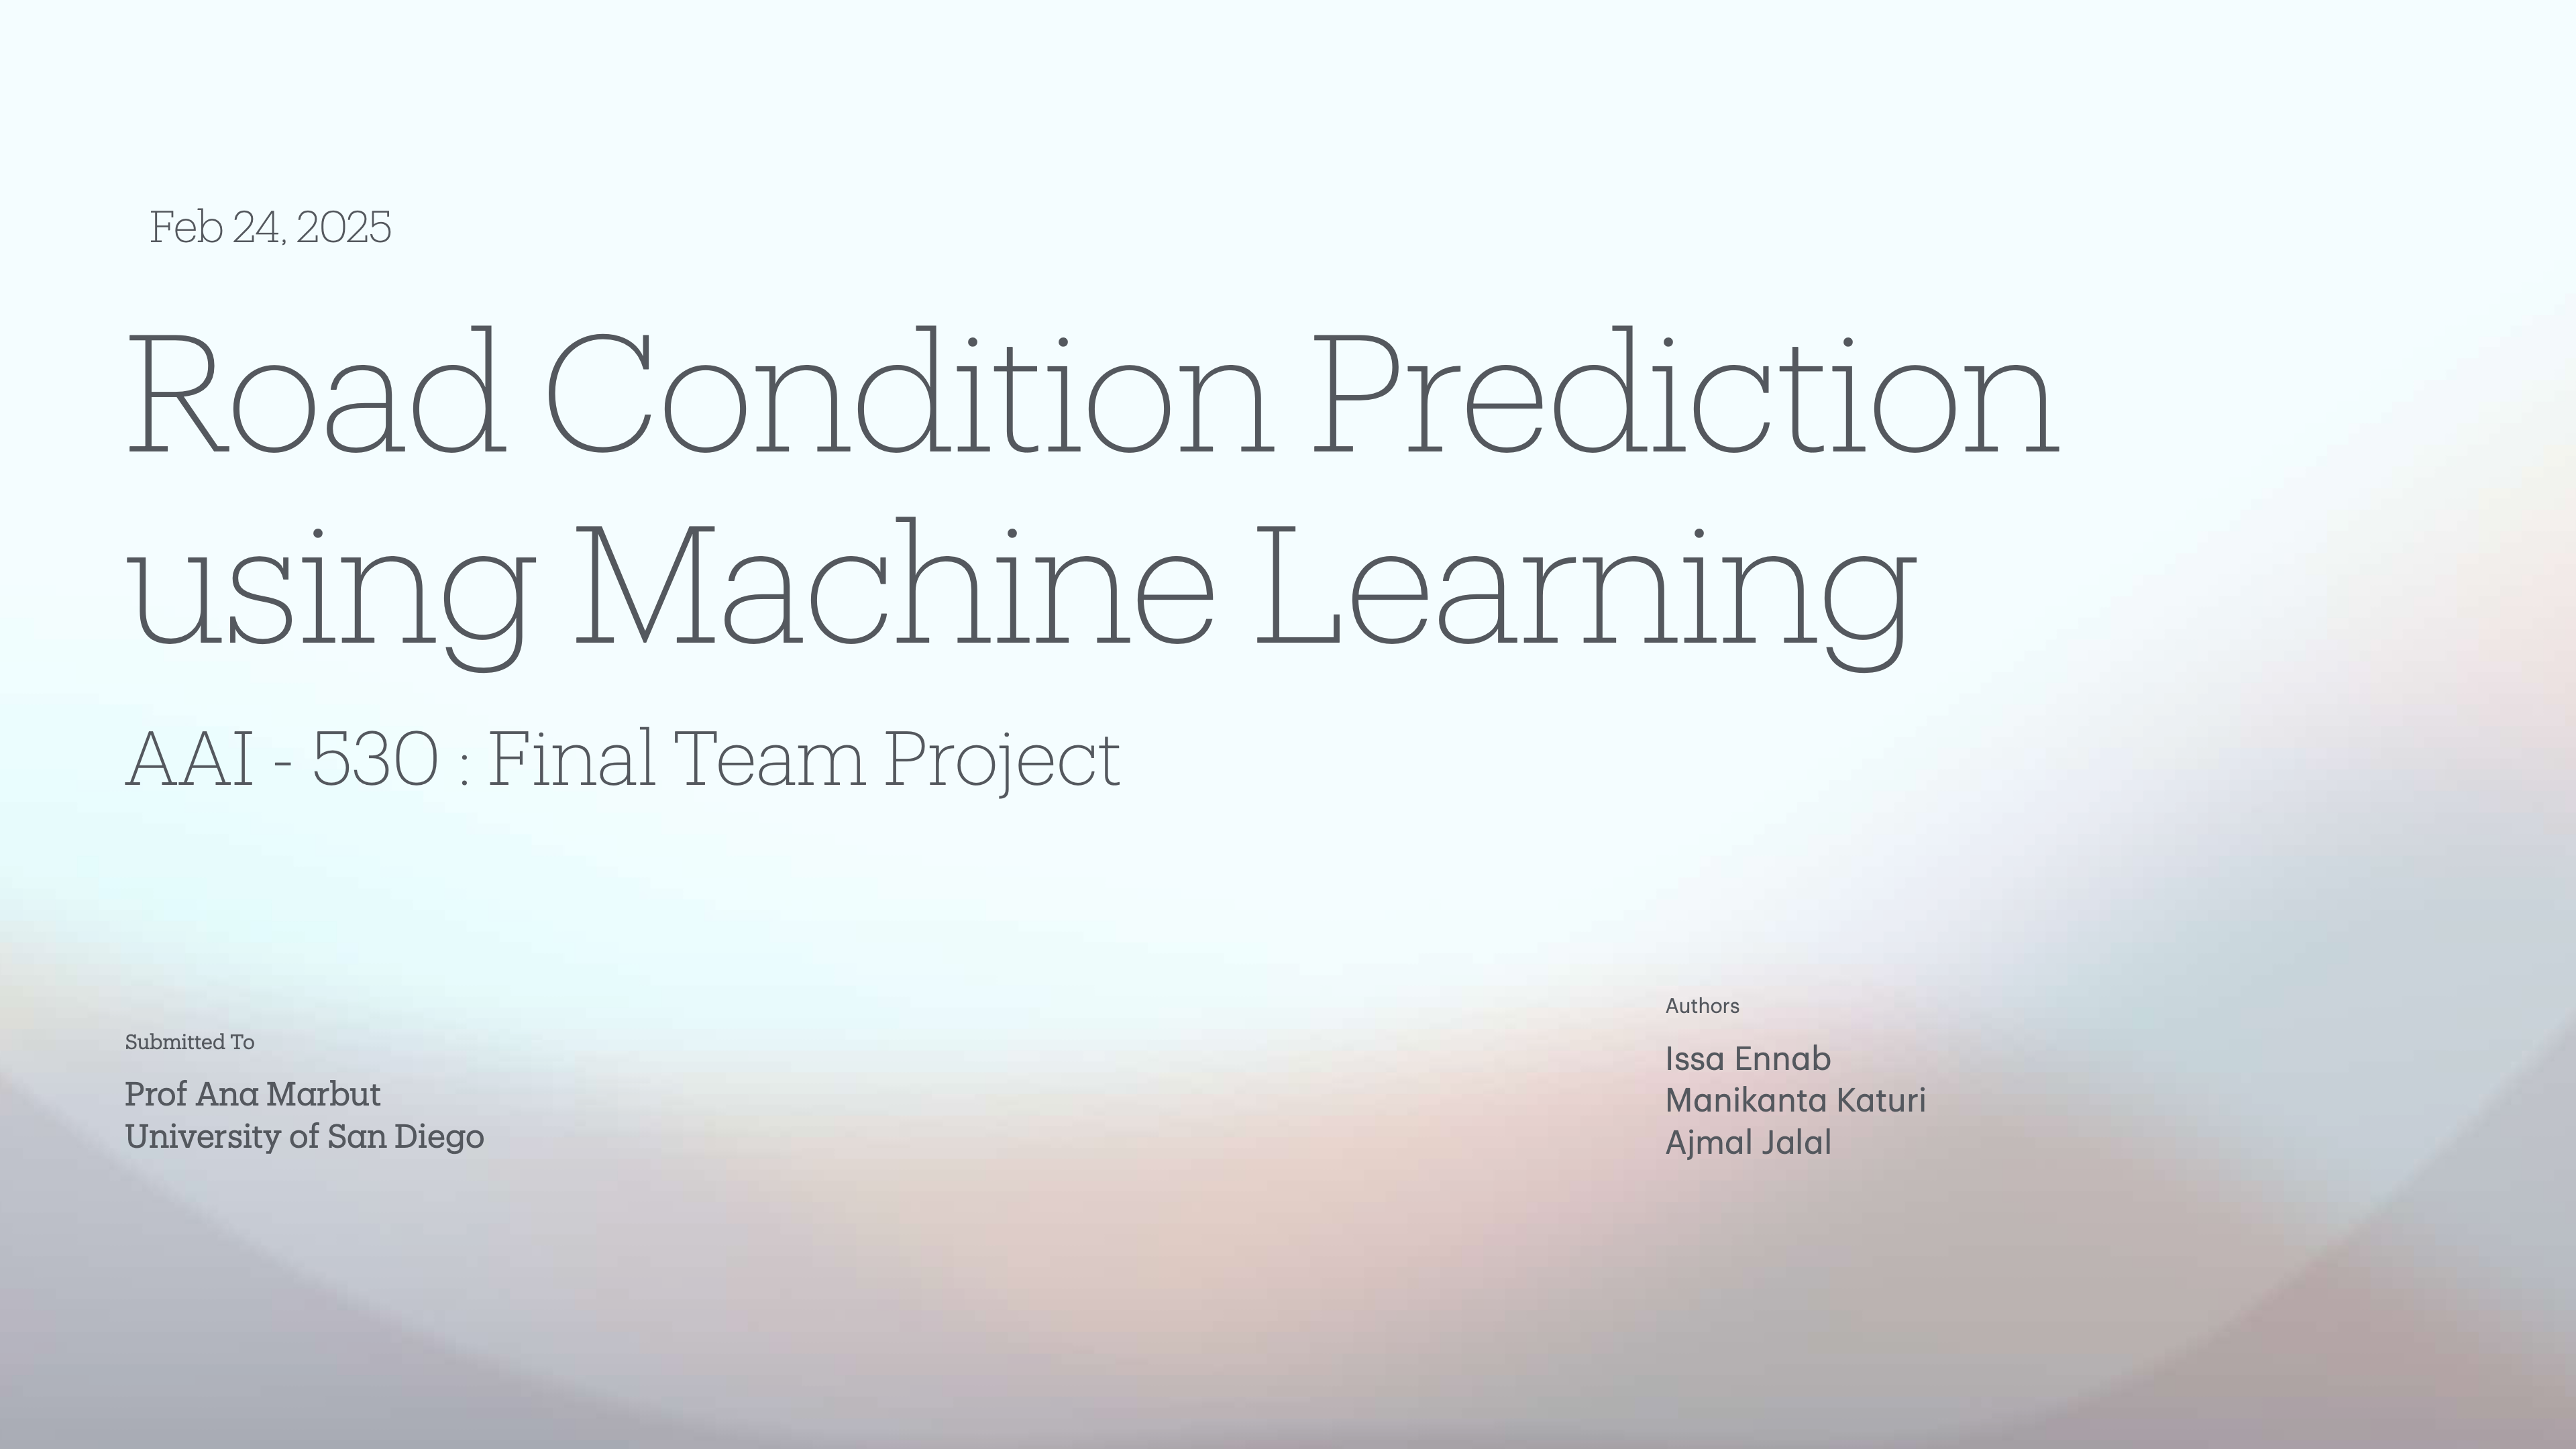 Feb 24, 2025
Road Condition Prediction
using Machine Learning
AAI - 530 : Final Team Project
Submitted To
Prof Ana Marbut
University of San Diego
Authors
Issa Ennab
Manikanta Katuri
Ajmal Jalal